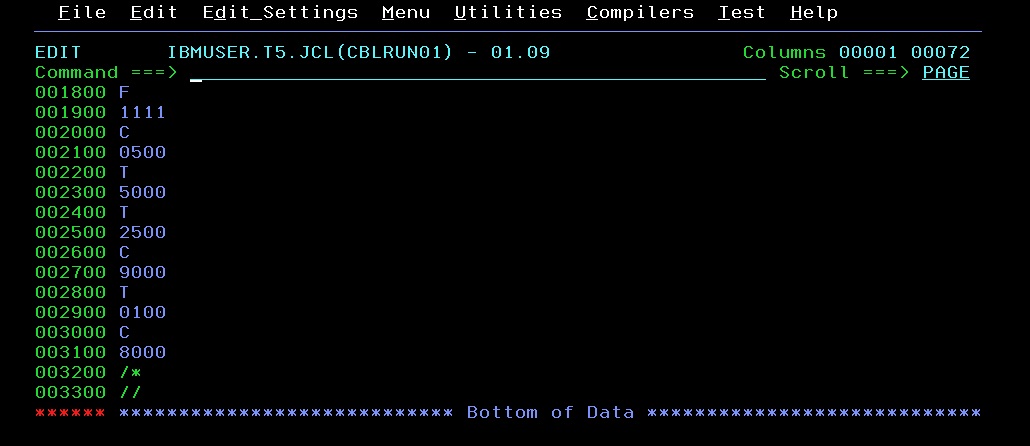 File Edit Edit_Settings Menu Utilities Compilers Test Help
EDIT IBMUSER.T5.JCL(CBLRUN01) - 01.09 Columns 00001 00072
Command ===> Scroll ===> PAGE
001800 F
001900 1111
002000 C
002100 0500
002200 T
002300 5000
002400 T
002500 2500
002600 C
002700 9000
002800 T
002900 0100
003000 C
003100 8000
003200 /*
003300 //
****** **************************** Bottom of Data ****************************